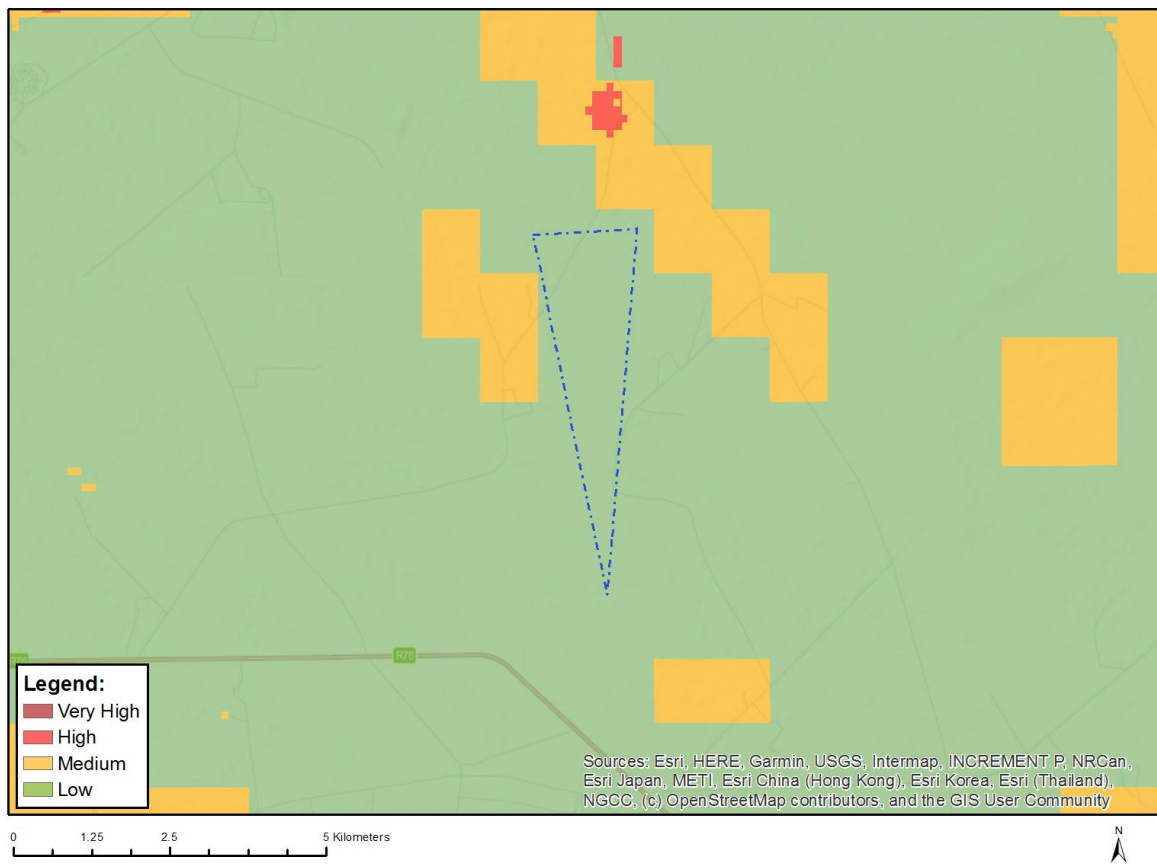 R76
Legend:
Very High
High
Medium
Low
Sources: Esri, HERE, Garmin, USGS, Intermap, INCREMENT P, NRCan,
Esri Japan, METI, Esri China (Hong Kong), Esri Korea, Esri (Thailand),
NGCC, (c) OpenStreetMap contributors, and the GIS User Community
0 1.25 2.5 5 Kilometers
N